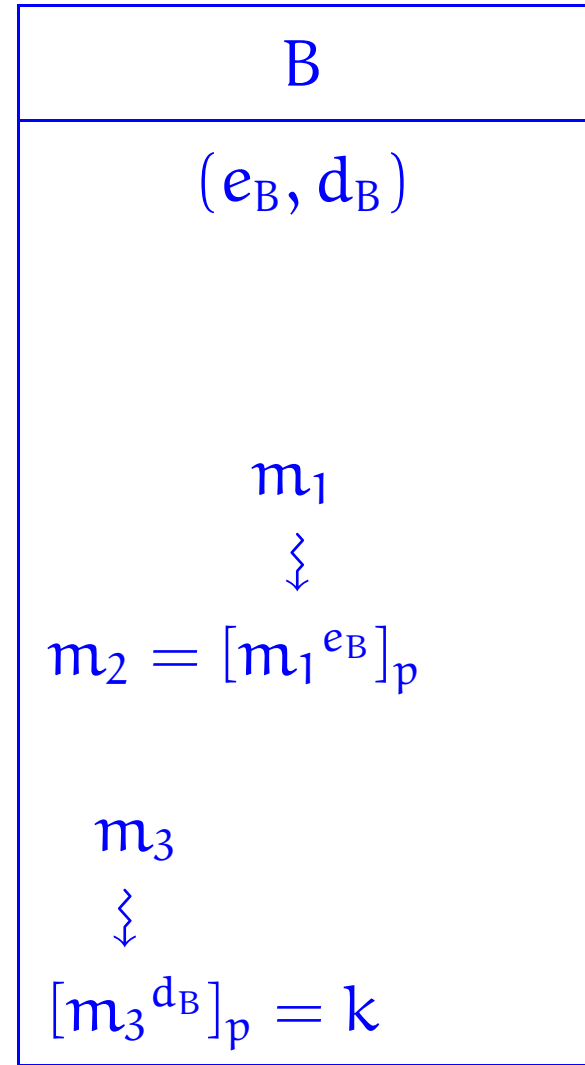 B
(e_B, d_B)
m_1
m_2 = [m_1^{e_B}]_p
m_3
[m_3^{d_B}]_p = k